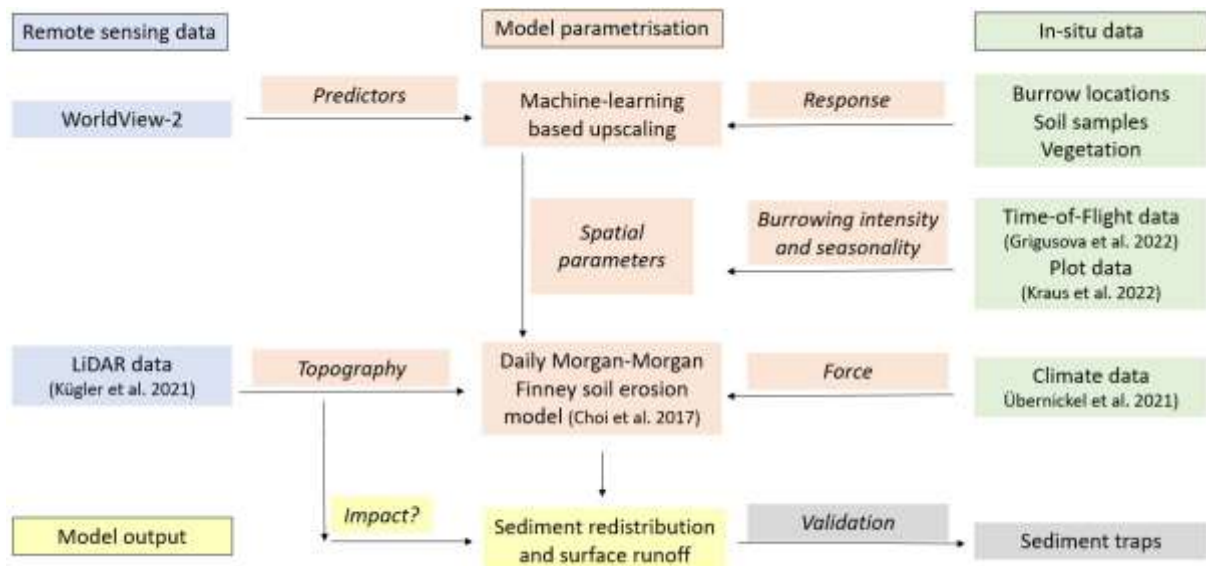 Remote sensing data
Model parametrisation
In-situ data
WorldView-2
Predictors
Machine-learning
based upscaling
Response
Burrow locations
Soil samples
Vegetation
Spatial
parameters
Burrowing intensity
and seasonality
Time-of-Flight data
(Grigusova et al. 2022)
Plot data
(Kraus et al. 2022)
LiDAR data
(Kügler et al. 2021)
Topography
Daily Morgan-Morgan
Finney soil erosion
model (Choi et al. 2017)
Force
Climate data
Übernickel et al. 2021)
Model output
Impact?
Sediment redistribution
and surface runoff
Validation
Sediment traps